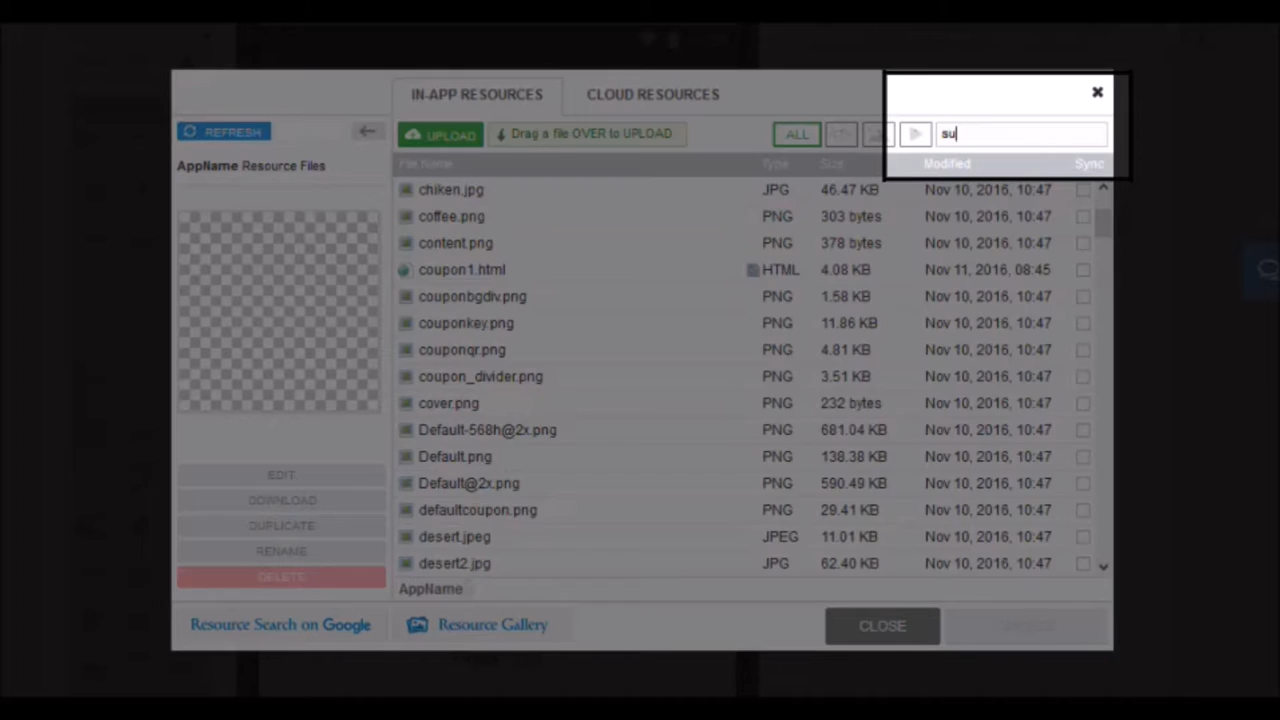 IN-APP RESOURCES CLOUD RESOURCES
REFRESH
UPLOAD Drag a file OVER to UPLOAD ALL su
AppName Resource Files
File Name Type Size Modified Sync
chiken.jpg JPG 46.47 KB Nov 10, 2016, 10:47
coffee.png PNG 303 bytes Nov 10, 2016, 10:47
content.png PNG 378 bytes Nov 10, 2016, 10:47
coupon1.html HTML 4.08 KB Nov 11, 2016, 08:45
couponbgdiv.png PNG 1.58 KB Nov 10, 2016, 10:47
couponkey.png PNG 11.86 KB Nov 10, 2016, 10:47
couponqr.png PNG 4.81 KB Nov 10, 2016, 10:47
coupon_divider.png PNG 3.51 KB Nov 10, 2016, 10:47
cover.png PNG 232 bytes Nov 10, 2016, 10:47
Default-568h@2x.png PNG 681.04 KB Nov 10, 2016, 10:47
Default.png PNG 138.38 KB Nov 10, 2016, 10:47
Default@2x.png PNG 590.49 KB Nov 10, 2016, 10:47
defaultcoupon.png PNG 29.41 KB Nov 10, 2016, 10:47
desert.jpeg JPEG 11.01 KB Nov 10, 2016, 10:47
desert2.jpg JPG 62.40 KB Nov 10, 2016, 10:47
EDIT
DOWNLOAD
DUPLICATE
RENAME
DELETE
AppName
Resource Search on Google Resource Gallery CLOSE